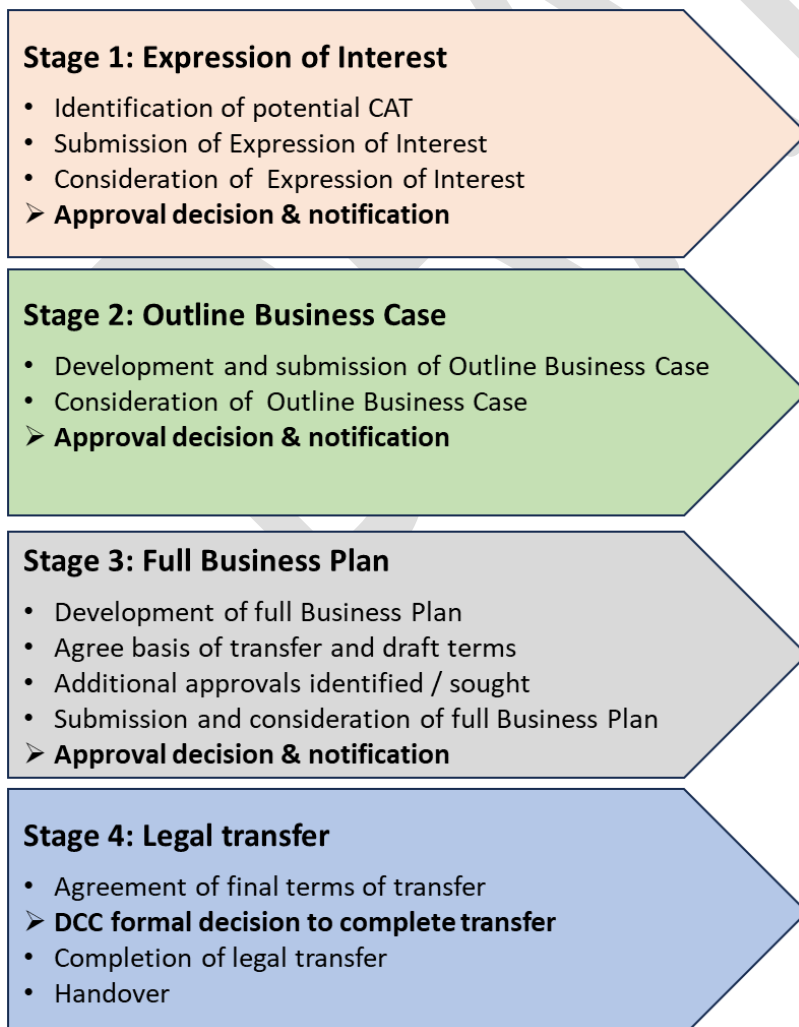 Stage 1: Expression of Interest
• Identification of potential CAT
• Submission of Expression of Interest
• Consideration of  Expression of Interest
➢ Approval decision & notification
Stage 2: Outline Business Case
• Development and submission of Outline Business Case
• Consideration of  Outline Business Case
➢ Approval decision & notification
Stage 3: Full Business Plan
• Development of full Business Plan
• Agree basis of transfer and draft terms
• Additional approvals identified / sought
• Submission and consideration of full Business Plan
➢ Approval decision & notification
Stage 4: Legal transfer
• Agreement of final terms of transfer
➢ DCC formal decision to complete transfer
• Completion of legal transfer
• Handover